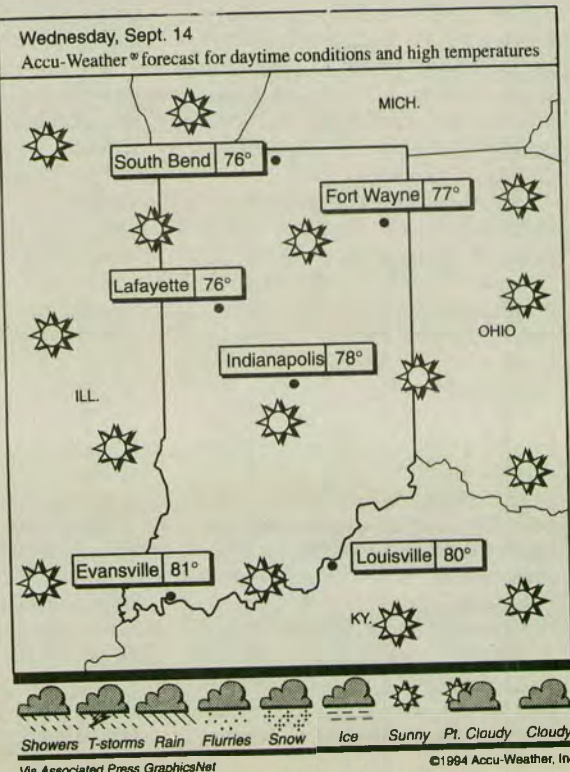 Wednesday, Sept. 14
Accu-Weather® forecast for daytime conditions and high temperatures
MICH.
South Bend 76°
Fort Wayne 77°
Lafayette 76°
OHIO
Indianapolis 78°
ILL.
Evansville 81°
Louisville 80°
KY.
Showers T-storms Rain Flurries Snow Ice Sunny Pt. Cloudy Cloudy
Via Associated Press GraphicsNet
©1994 Accu-Weather, In